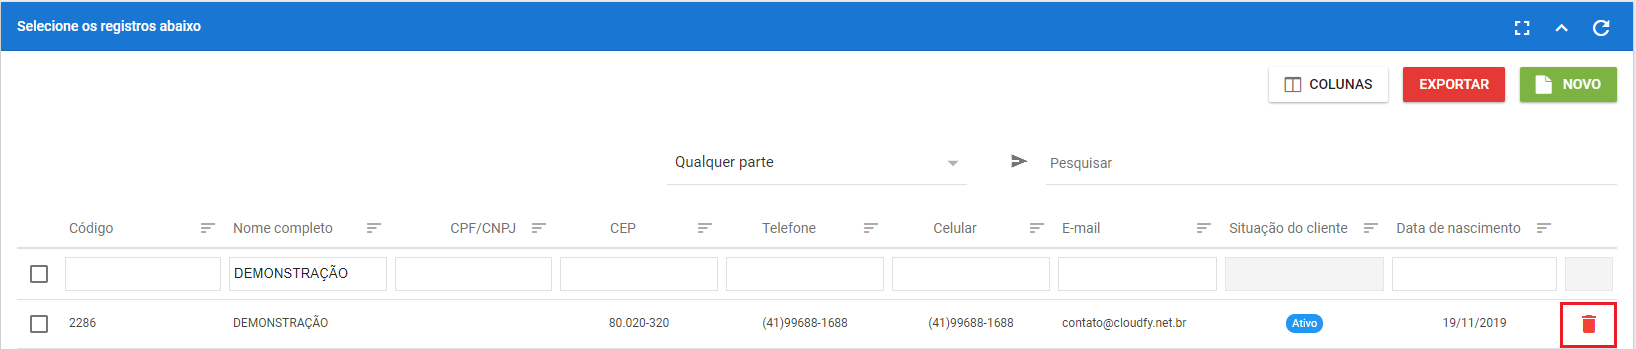 Selecione os registros abaixo
COLUNAS EXPORTAR NOVO
Qualquer parte Pesquisar
Código Nome completo CPF/CNPJ CEP Telefone Celular E-mail Situação do cliente Data de nascimento
DEMONSTRAÇÃO
2286 DEMONSTRAÇÃO 80.020-320 (41)99688-1688 (41)99688-1688 contato@cloudfy.net.br Ativo 19/11/2019